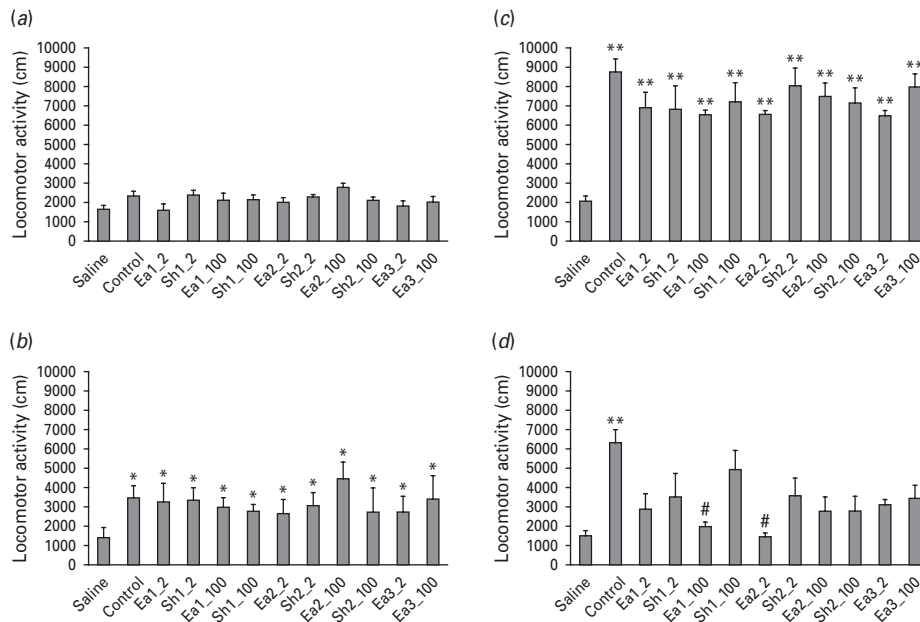 (a)
Locomotor activity (cm)
10000
9000
8000
7000
6000
5000
4000
3000
2000
1000
0
Saline
Control
Ea1_2
Sh1_2
Ea1_100
Sh1_100
Ea2_2
Sh2_2
Ea2_100
Sh2_100
Ea3_2
Ea3_100
(b)
Locomotor activity (cm)
10000
9000
8000
7000
6000
5000
4000
3000
2000
1000
0
* * * * * * * * * * *
Saline
Control
Ea1_2
Sh1_2
Ea1_100
Sh1_100
Ea2_2
Sh2_2
Ea2_100
Sh2_100
Ea3_2
Ea3_100
(c)
Locomotor activity (cm)
10000
9000
8000
7000
6000
5000
4000
3000
2000
1000
0
** ** ** ** ** ** ** ** ** ** **
Saline
Control
Ea1_2
Sh1_2
Ea1_100
Sh1_100
Ea2_2
Sh2_2
Ea2_100
Sh2_100
Ea3_2
Ea3_100
(d)
Locomotor activity (cm)
10000
9000
8000
7000
6000
5000
4000
3000
2000
1000
0
** # #
Saline
Control
Ea1_2
Sh1_2
Ea1_100
Sh1_100
Ea2_2
Sh2_2
Ea2_100
Sh2_100
Ea3_2
Ea3_100